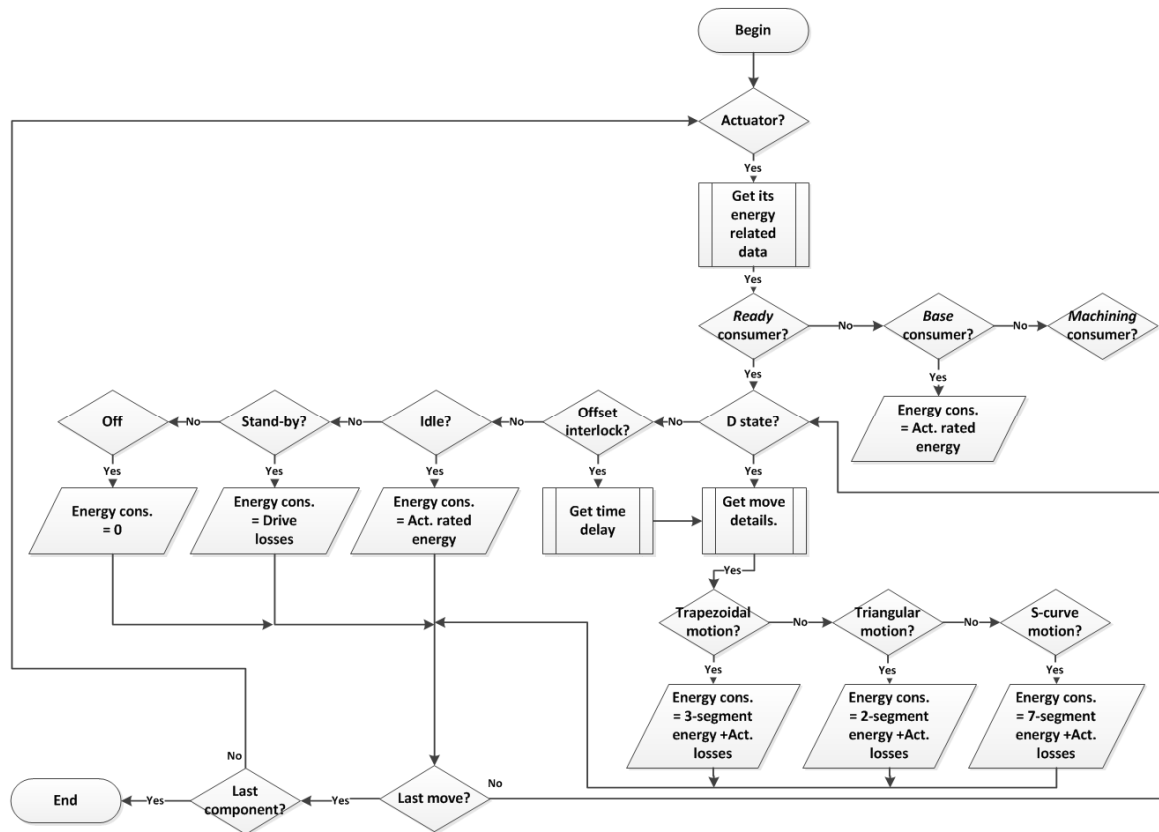 Begin
Actuator?
Yes
Get its
energy
related
data
Yes
Ready
consumer?
No
Base
consumer?
No
Machining
consumer?
Yes
Yes
Energy cons.
= Act. rated
energy
Off
No
Stand-by?
No
Idle?
No
Offset
interlock?
No
D state?
Yes
Yes
Yes
Yes
Yes
Energy cons.
= 0
Energy cons.
= Drive
losses
Energy cons.
= Act. rated
energy
Get time
delay
Get move
details.
Yes
Trapezoidal
motion?
No
Triangular
motion?
No
S-curve
motion?
Yes
Yes
Yes
Energy cons.
= 3-segment
energy +Act.
losses
Energy cons.
= 2-segment
energy +Act.
losses
Energy cons.
= 7-segment
energy +Act.
losses
No
No
End
Yes
Last
component?
Yes
Last move?